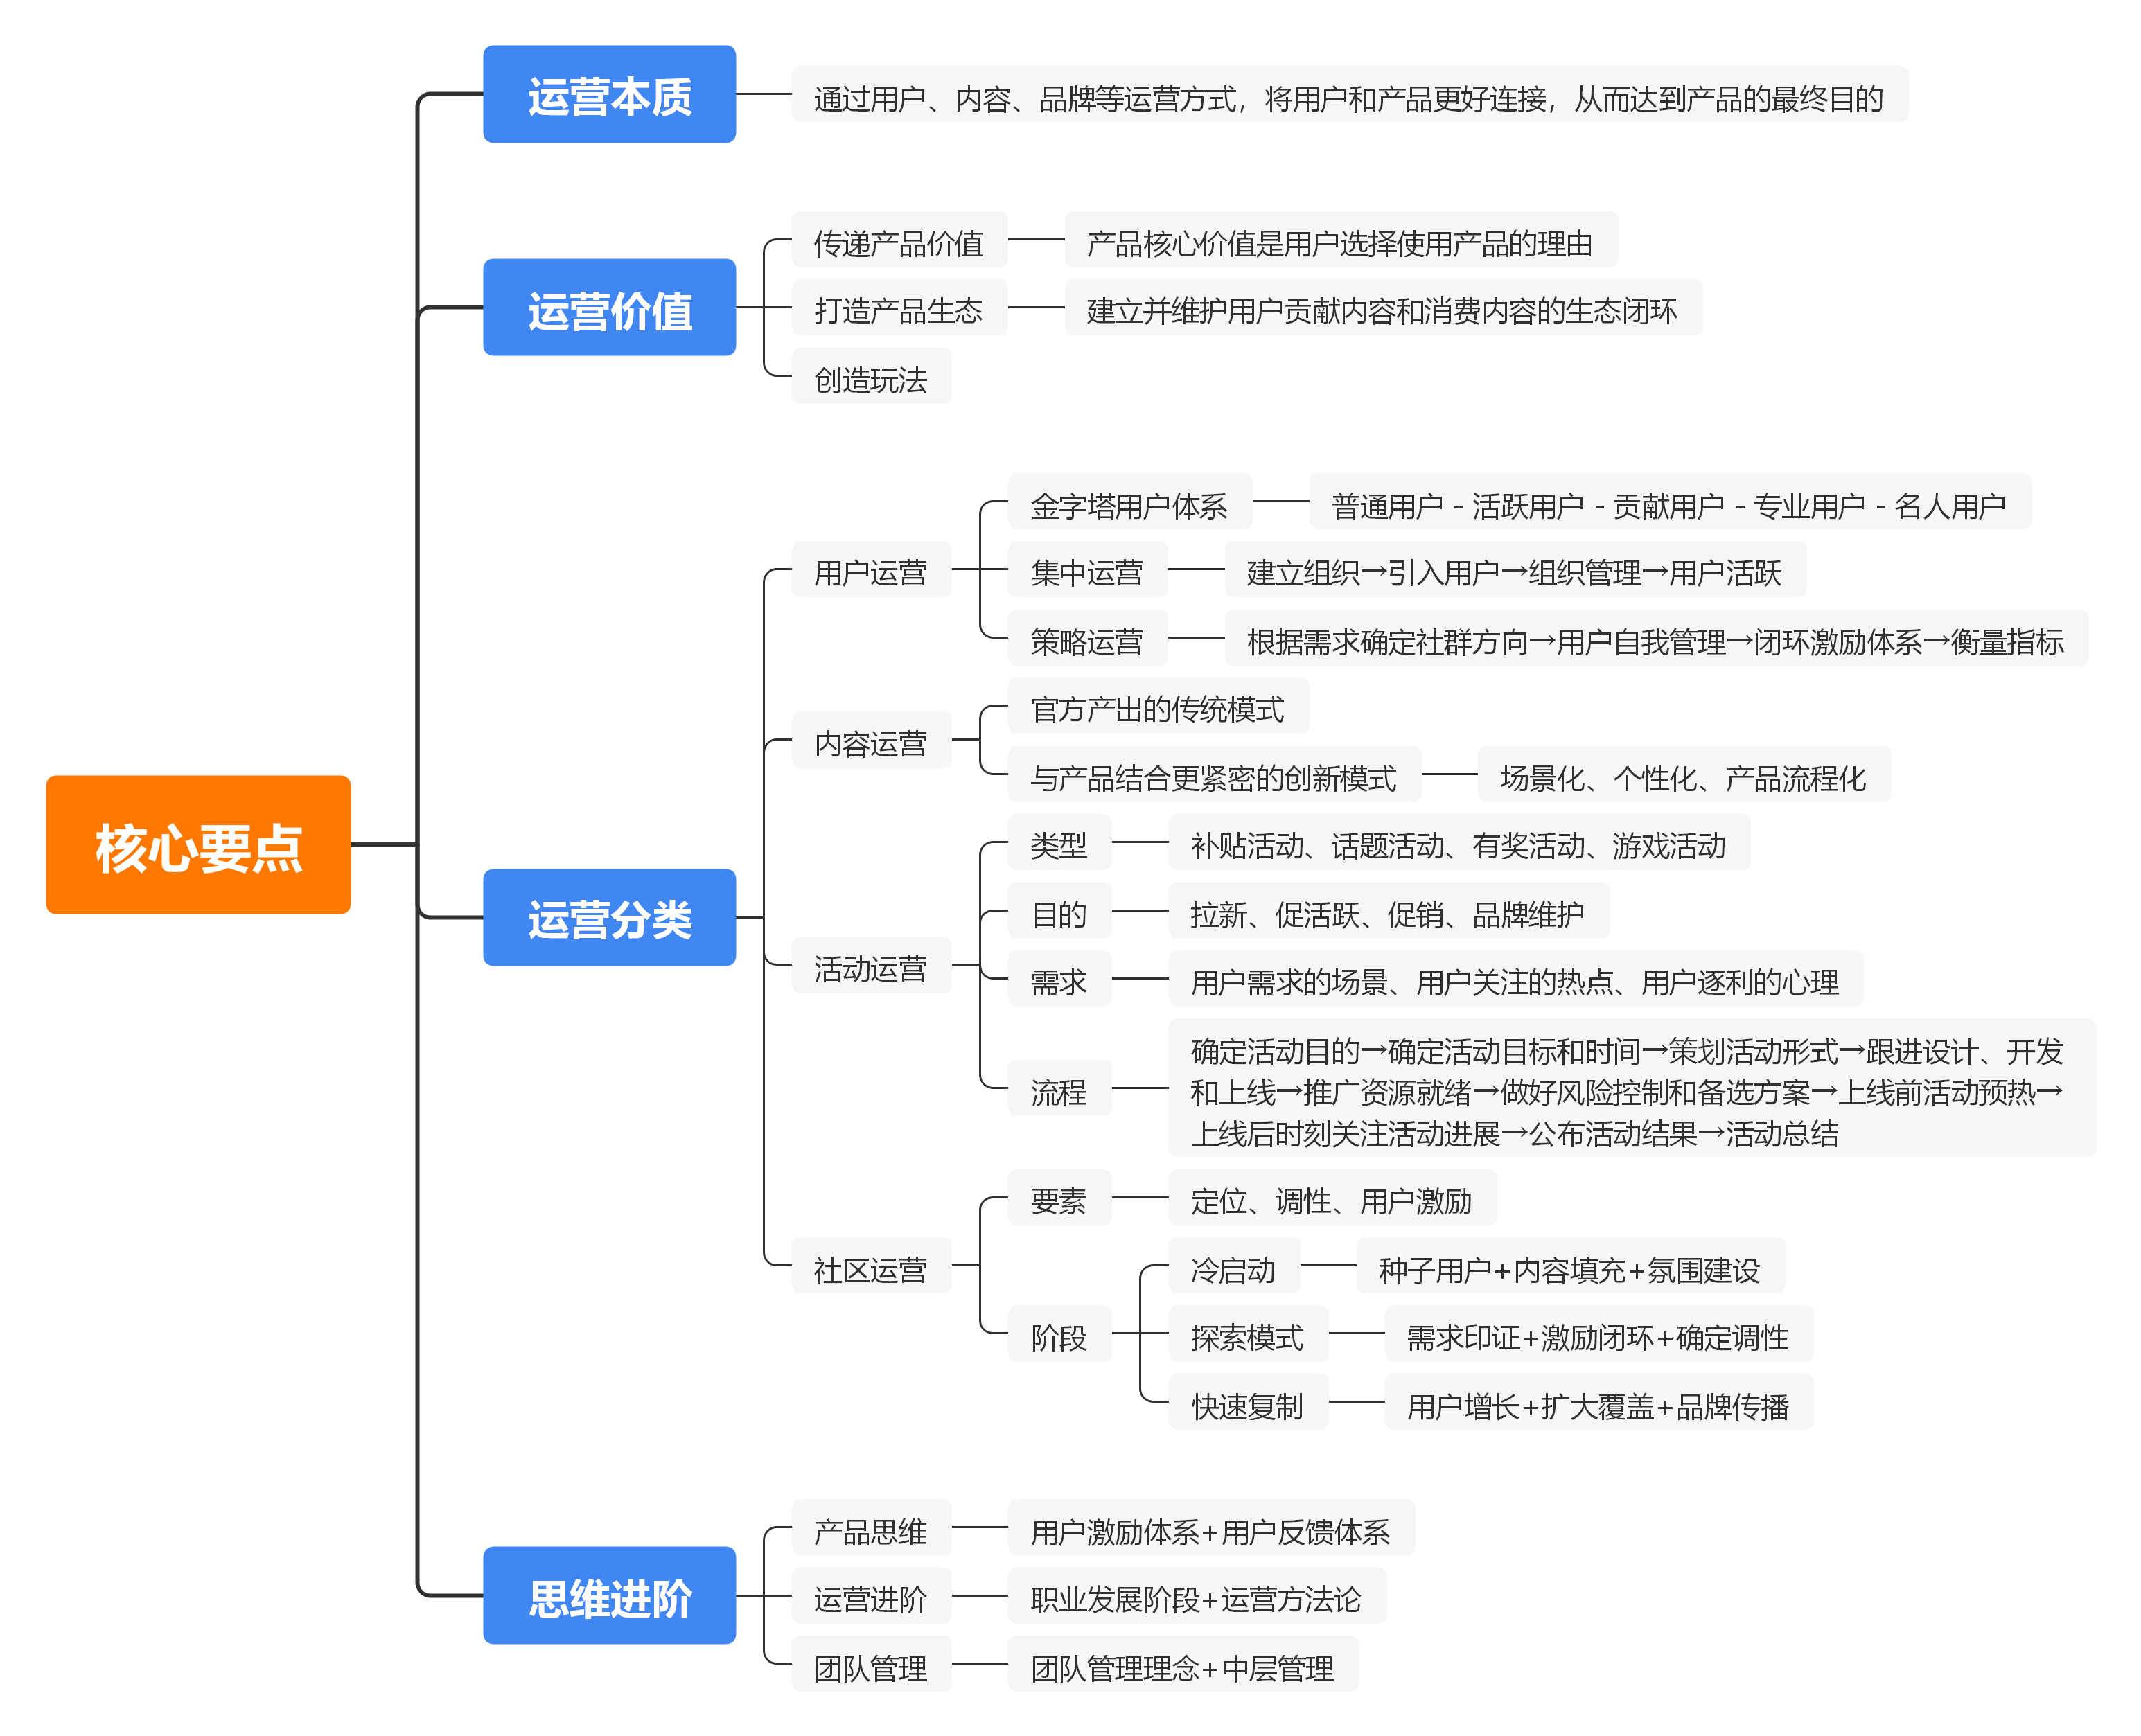 核心要点
运营本质
通过用户、内容、品牌等运营方式，将用户和产品更好连接，从而达到产品的最终目的
运营价值
传递产品价值
产品核心价值是用户选择使用产品的理由
打造产品生态
建立并维护用户贡献内容和消费内容的生态闭环
创造玩法
运营分类
用户运营
金字塔用户体系
普通用户 - 活跃用户 - 贡献用户 - 专业用户 - 名人用户
集中运营
建立组织→引入用户→组织管理→用户活跃
策略运营
根据需求确定社群方向→用户自我管理→闭环激励体系→衡量指标
内容运营
官方产出的传统模式
与产品结合更紧密的创新模式
场景化、个性化、产品流程化
活动运营
类型
补贴活动、话题活动、有奖活动、游戏活动
目的
拉新、促活跃、促销、品牌维护
需求
用户需求的场景、用户关注的热点、用户逐利的心理
流程
确定活动目的→确定活动目标和时间→策划活动形式→跟进设计、开发
和上线→推广资源就绪→做好风险控制和备选方案→上线前活动预热→
上线后时刻关注活动进展→公布活动结果→活动总结
社区运营
要素
定位、调性、用户激励
阶段
冷启动
种子用户+内容填充+氛围建设
探索模式
需求印证+激励闭环+确定调性
快速复制
用户增长+扩大覆盖+品牌传播
思维进阶
产品思维
用户激励体系+用户反馈体系
运营进阶
职业发展阶段+运营方法论
团队管理
团队管理理念+中层管理